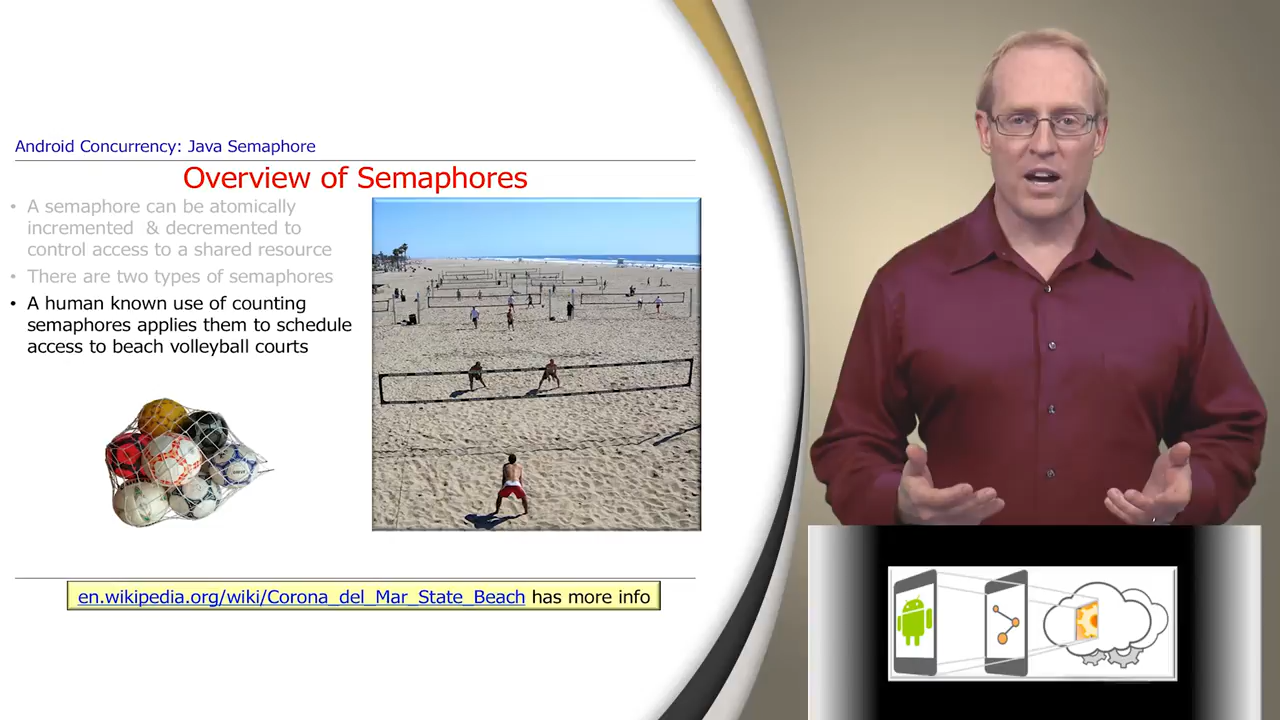 Android Concurrency: Java Semaphore
Overview of Semaphores
• A semaphore can be atomically
incremented & decremented to
control access to a shared resource
• There are two types of semaphores
• A human known use of counting
semaphores applies them to schedule
access to beach volleyball courts
en.wikipedia.org/wiki/Corona_del_Mar_State_Beach has more info